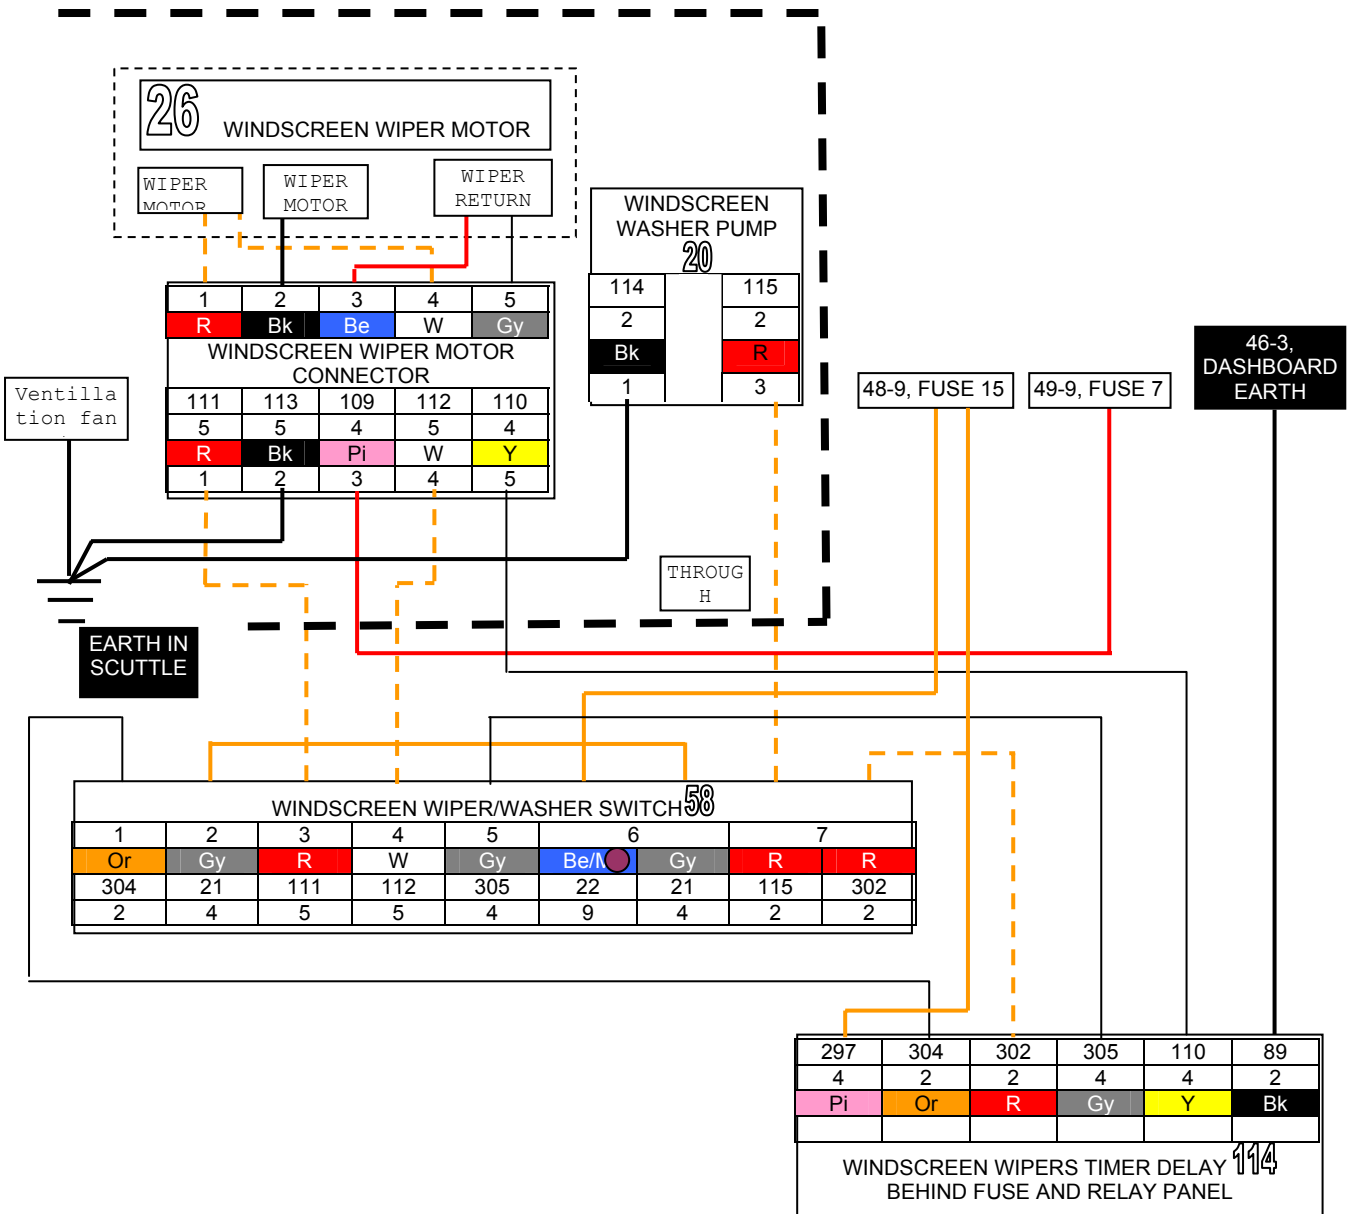 26 WINDSCREEN WIPER MOTOR
WIPER
MOTOR
WIPER
MOTOR
WIPER
RETURN
WINDSCREEN
WASHER PUMP
20
114 115
2 2
Bk R
1 3
1 2 3 4 5
R Bk Be W Gy
WINDSCREEN WIPER MOTOR
CONNECTOR
111 113 109 112 110
5 5 4 5 4
R Bk Pi W Y
1 2 3 4 5
Ventilla
tion fan
48-9, FUSE 15
49-9, FUSE 7
46-3,
DASHBOARD
EARTH
THROUG
H
EARTH IN
SCUTTLE
WINDSCREEN WIPER/WASHER SWITCH 58
1 2 3 4 5 6 7
Or Gy R W Gy Be/M Gy R R
304 21 111 112 305 22 21 115 302
2 4 5 5 4 9 4 2 2
297 304 302 305 110 89
4 2 2 4 4 2
Pi Or R Gy Y Bk
WINDSCREEN WIPERS TIMER DELAY 114
BEHIND FUSE AND RELAY PANEL